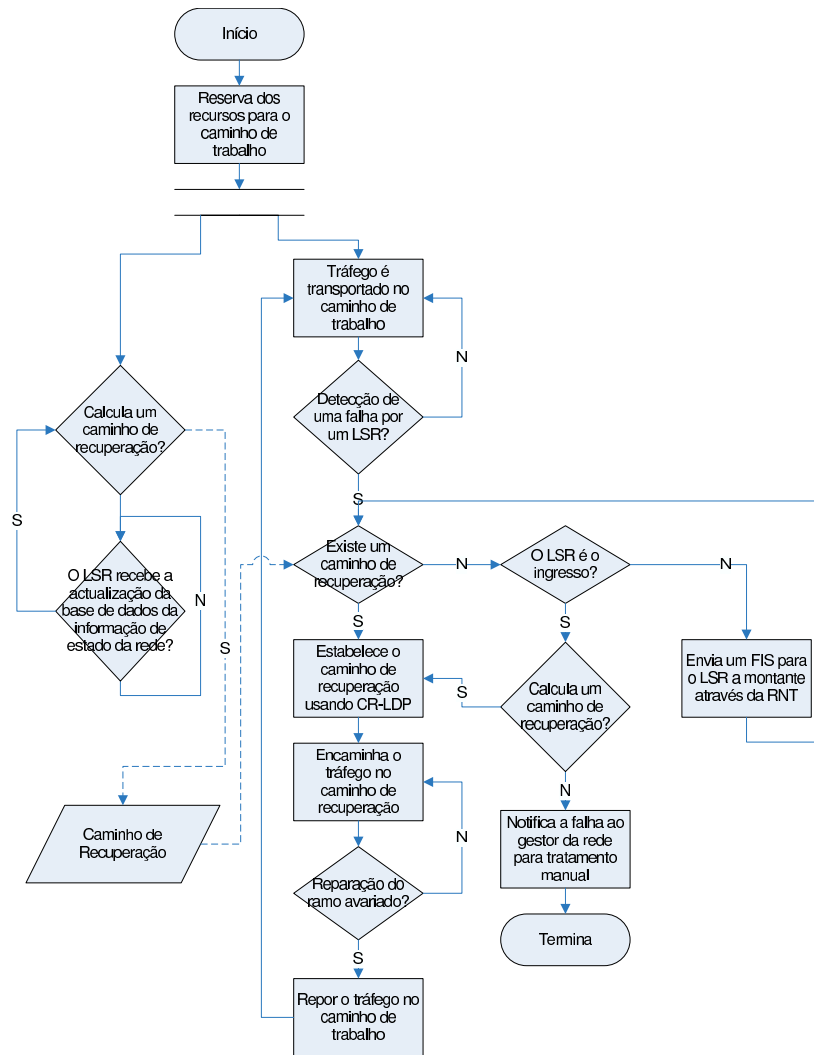 Início
Reserva dos
recursos para o
caminho de
trabalho
Tráfego é
transportado no
caminho de
trabalho
N
Detecção de
uma falha por
um LSR?
S
Calcula um
caminho de
recuperação?
S
O LSR recebe a
actualização da
base de dados da
informação de
estado da rede?
N
S
Caminho de
Recuperação
Existe um
caminho de
recuperação?
N
O LSR é o
ingresso?
N
S
S
Estabelece o
caminho de
recuperação
usando CR-LDP
S
Calcula um
caminho de
recuperação?
Envia um FIS para
o LSR a montante
através da RNT
Encaminha o
tráfego no
caminho de
recuperação
N
N
Notifica a falha ao
gestor da rede
para tratamento
manual
Reparação do
ramo avariado?
S
Termina
Repor o tráfego no
caminho de
trabalho